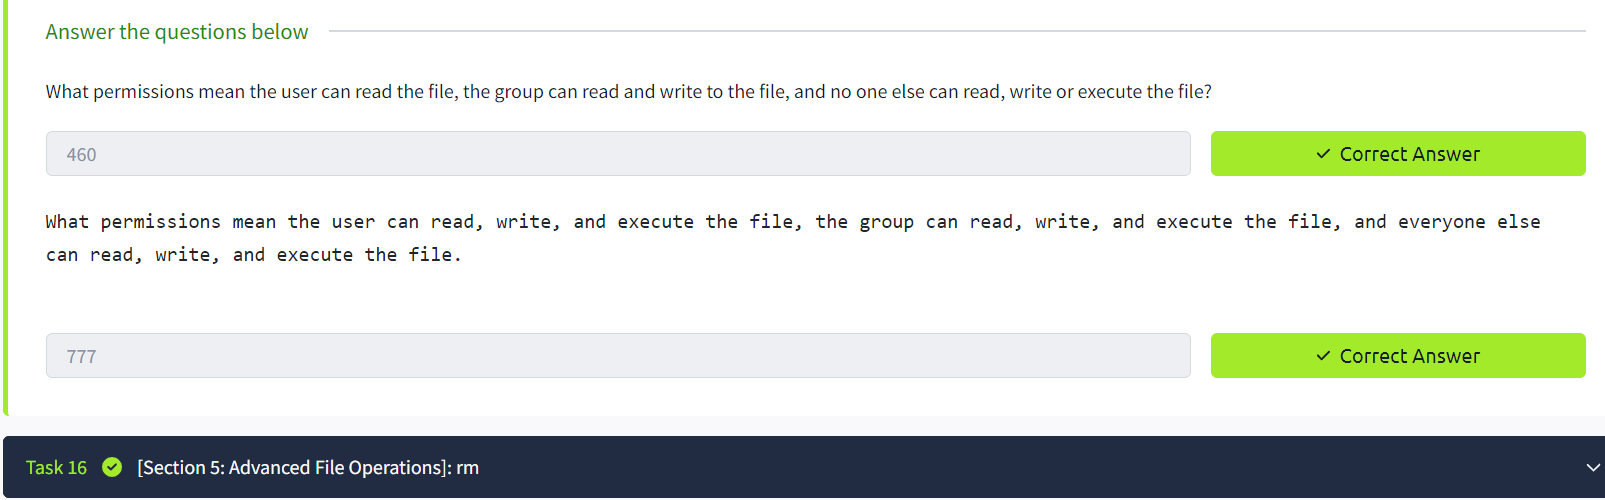 Answer the questions below
What permissions mean the user can read the file, the group can read and write to the file, and no one else can read, write or execute the file?
460
Correct Answer
What permissions mean the user can read, write, and execute the file, the group can read, write, and execute the file, and everyone else
can read, write, and execute the file.
777
Correct Answer
Task 16 [Section 5: Advanced File Operations]: rm